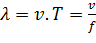 λ = v. T = v/f